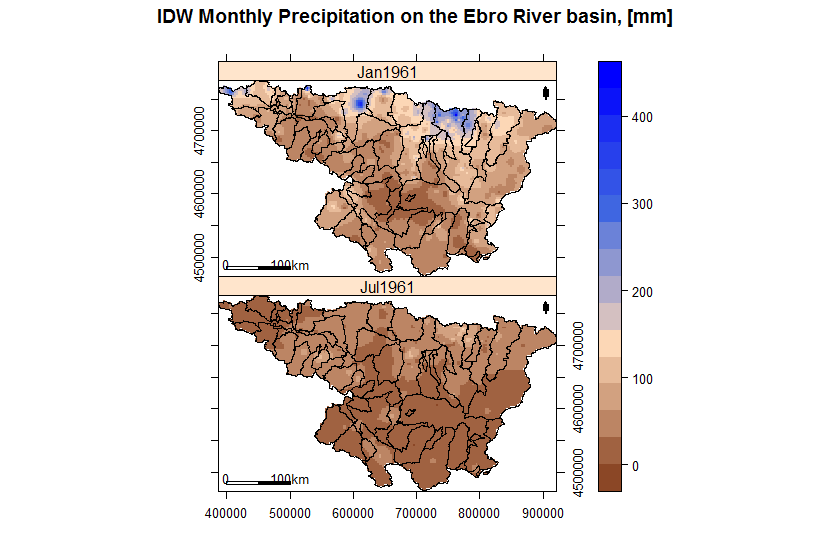 IDW Monthly Precipitation on the Ebro River basin, [mm]
Jan1961
4700000
4600000
4500000
0 100km
Jul1961
4700000
4600000
4500000
0 100km
400000 500000 600000 700000 800000 900000
400
300
200
100
0